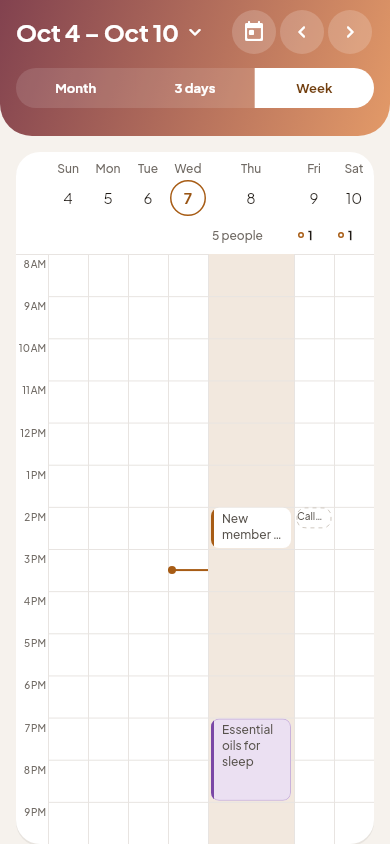 Oct 4 – Oct 10
Month 3 days Week
Sun Mon Tue Wed Thu Fri Sat
4 5 6 7 8 9 10
5 people 1 1
8AM
9AM
10AM
11AM
12PM
1PM
2PM
New
member ...
Call...
3PM
4PM
5PM
6PM
7PM
Essential
oils for
sleep
8PM
9PM